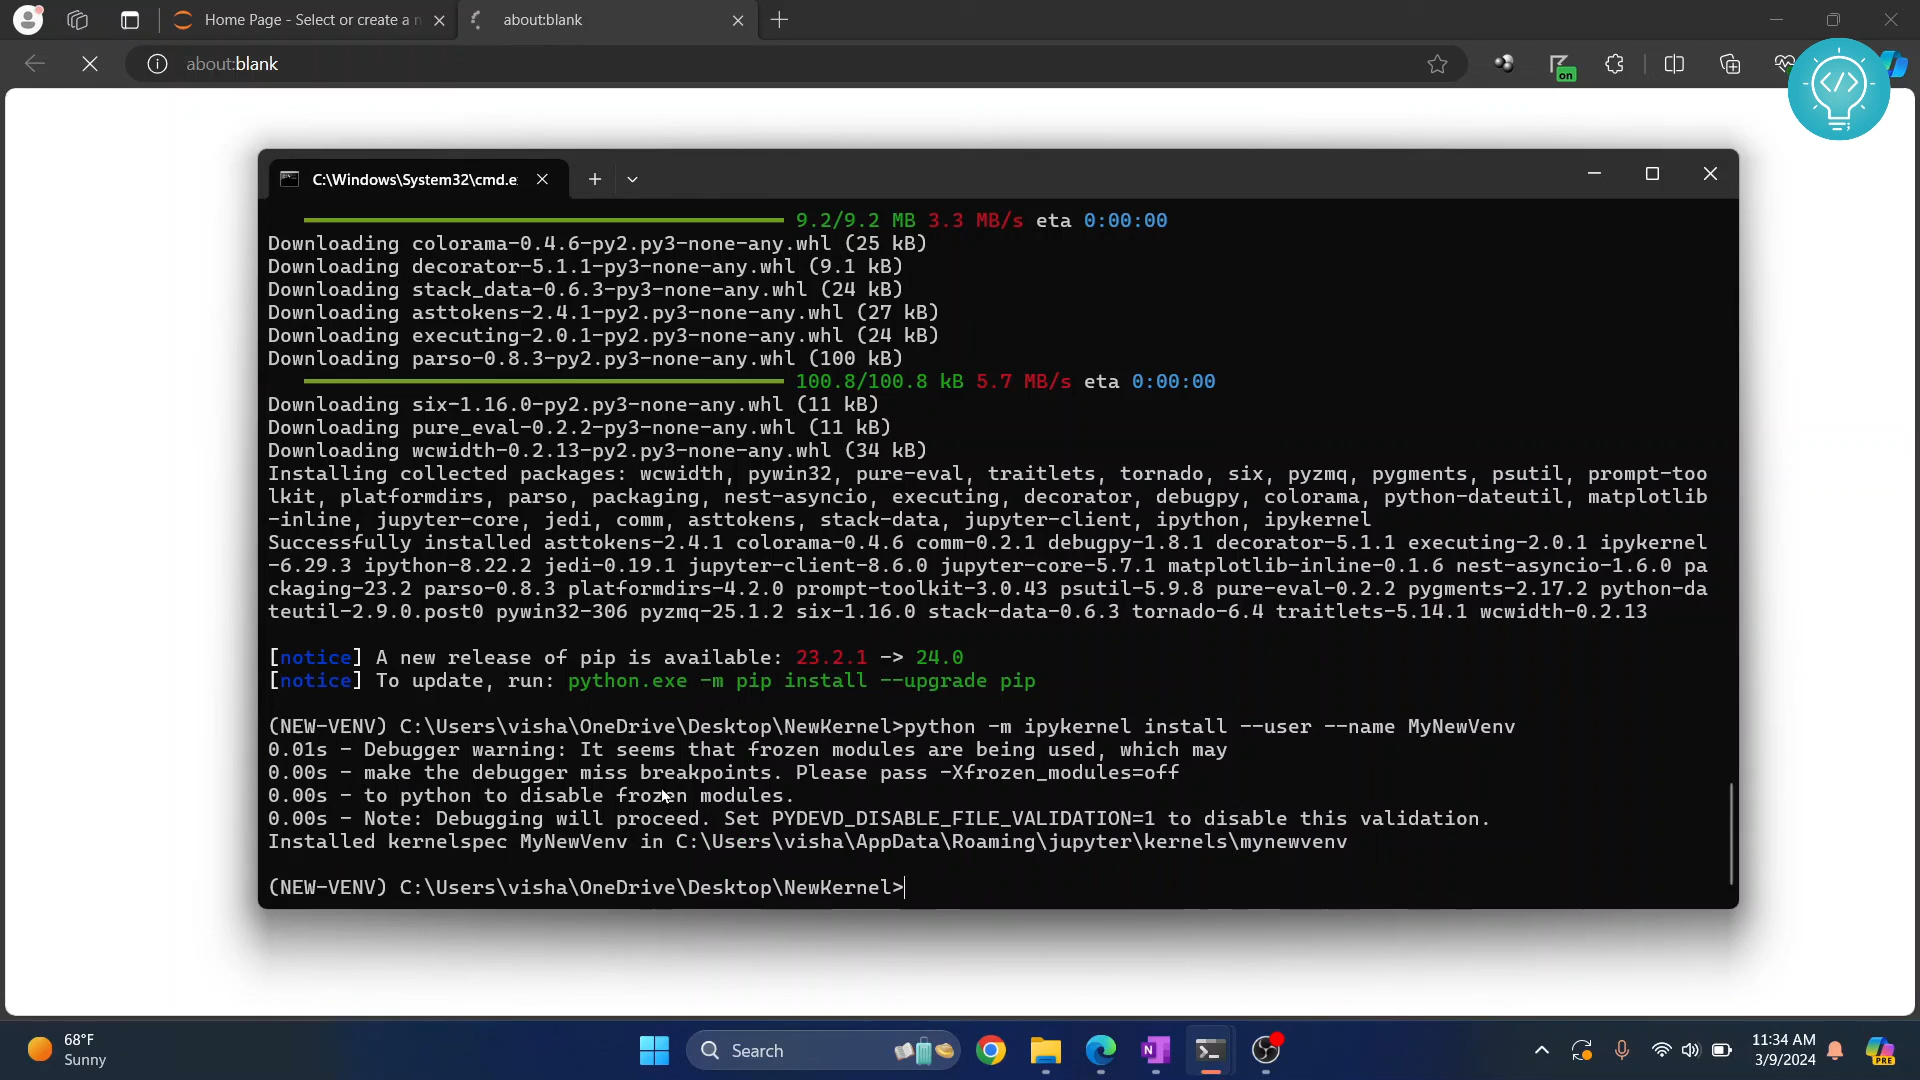 Home Page - Select or create a n
about:blank
about:blank
on
C:\Windows\System32\cmd.e
9.2/9.2 MB 3.3 MB/s eta 0:00:00
Downloading colorama-0.4.6-py2.py3-none-any.whl (25 kB)
Downloading decorator-5.1.1-py3-none-any.whl (9.1 kB)
Downloading stack_data-0.6.3-py3-none-any.whl (24 kB)
Downloading asttokens-2.4.1-py2.py3-none-any.whl (27 kB)
Downloading executing-2.0.1-py2.py3-none-any.whl (24 kB)
Downloading parso-0.8.3-py2.py3-none-any.whl (100 kB)
100.8/100.8 kB 5.7 MB/s eta 0:00:00
Downloading six-1.16.0-py2.py3-none-any.whl (11 kB)
Downloading pure_eval-0.2.2-py3-none-any.whl (11 kB)
Downloading wcwidth-0.2.13-py2.py3-none-any.whl (34 kB)
Installing collected packages: wcwidth, pywin32, pure-eval, traitlets, tornado, six, pyzmq, pygments, psutil, prompt-too
lkit, platformdirs, parso, packaging, nest-asyncio, executing, decorator, debugpy, colorama, python-dateutil, matplotlib
-inline, jupyter-core, jedi, comm, asttokens, stack-data, jupyter-client, ipython, ipykernel
Successfully installed asttokens-2.4.1 colorama-0.4.6 comm-0.2.1 debugpy-1.8.1 decorator-5.1.1 executing-2.0.1 ipykernel
-6.29.3 ipython-8.22.2 jedi-0.19.1 jupyter-client-8.6.0 jupyter-core-5.7.1 matplotlib-inline-0.1.6 nest-asyncio-1.6.0 pa
ckaging-23.2 parso-0.8.3 platformdirs-4.2.0 prompt-toolkit-3.0.43 psutil-5.9.8 pure-eval-0.2.2 pygments-2.17.2 python-da
teutil-2.9.0.post0 pywin32-306 pyzmq-25.1.2 six-1.16.0 stack-data-0.6.3 tornado-6.4 traitlets-5.14.1 wcwidth-0.2.13
[notice] A new release of pip is available: 23.2.1 -> 24.0
[notice] To update, run: python.exe -m pip install --upgrade pip
(NEW-VENV) C:\Users\visha\OneDrive\Desktop\NewKernel>python -m ipykernel install --user --name MyNewVenv
0.01s - Debugger warning: It seems that frozen modules are being used, which may
0.00s - make the debugger miss breakpoints. Please pass -Xfrozen_modules=off
0.00s - to python to disable frozen modules.
0.00s - Note: Debugging will proceed. Set PYDEVD_DISABLE_FILE_VALIDATION=1 to disable this validation.
Installed kernelspec MyNewVenv in C:\Users\visha\AppData\Roaming\jupyter\kernels\mynewvenv
(NEW-VENV) C:\Users\visha\OneDrive\Desktop\NewKernel>
68°F
Sunny
Search
11:34 AM
3/9/2024
PRE